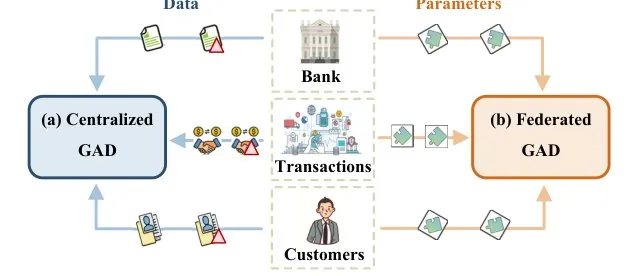 Data
Parameters
Bank
(a) Centralized
GAD
Transactions
(b) Federated
GAD
Customers